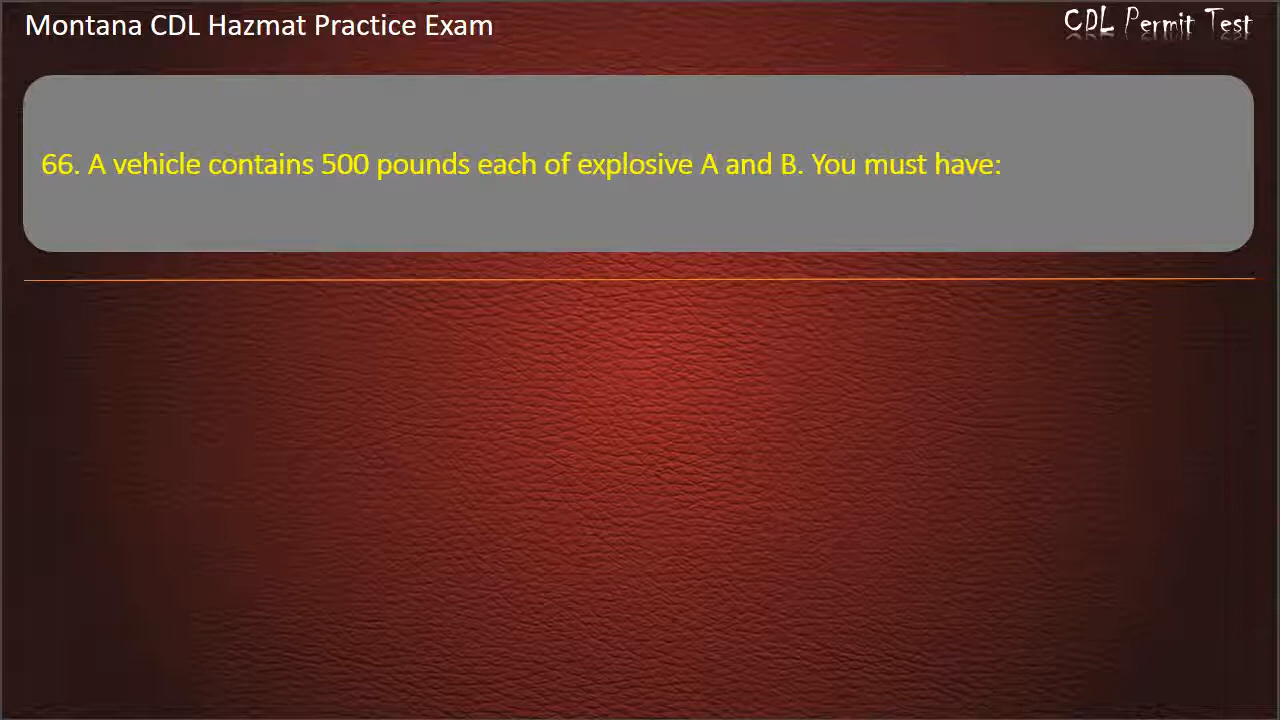 Montana CDL Hazmat Practice Exam
CDL Permit Test
66. A vehicle contains 500 pounds each of explosive A and B. You must have: